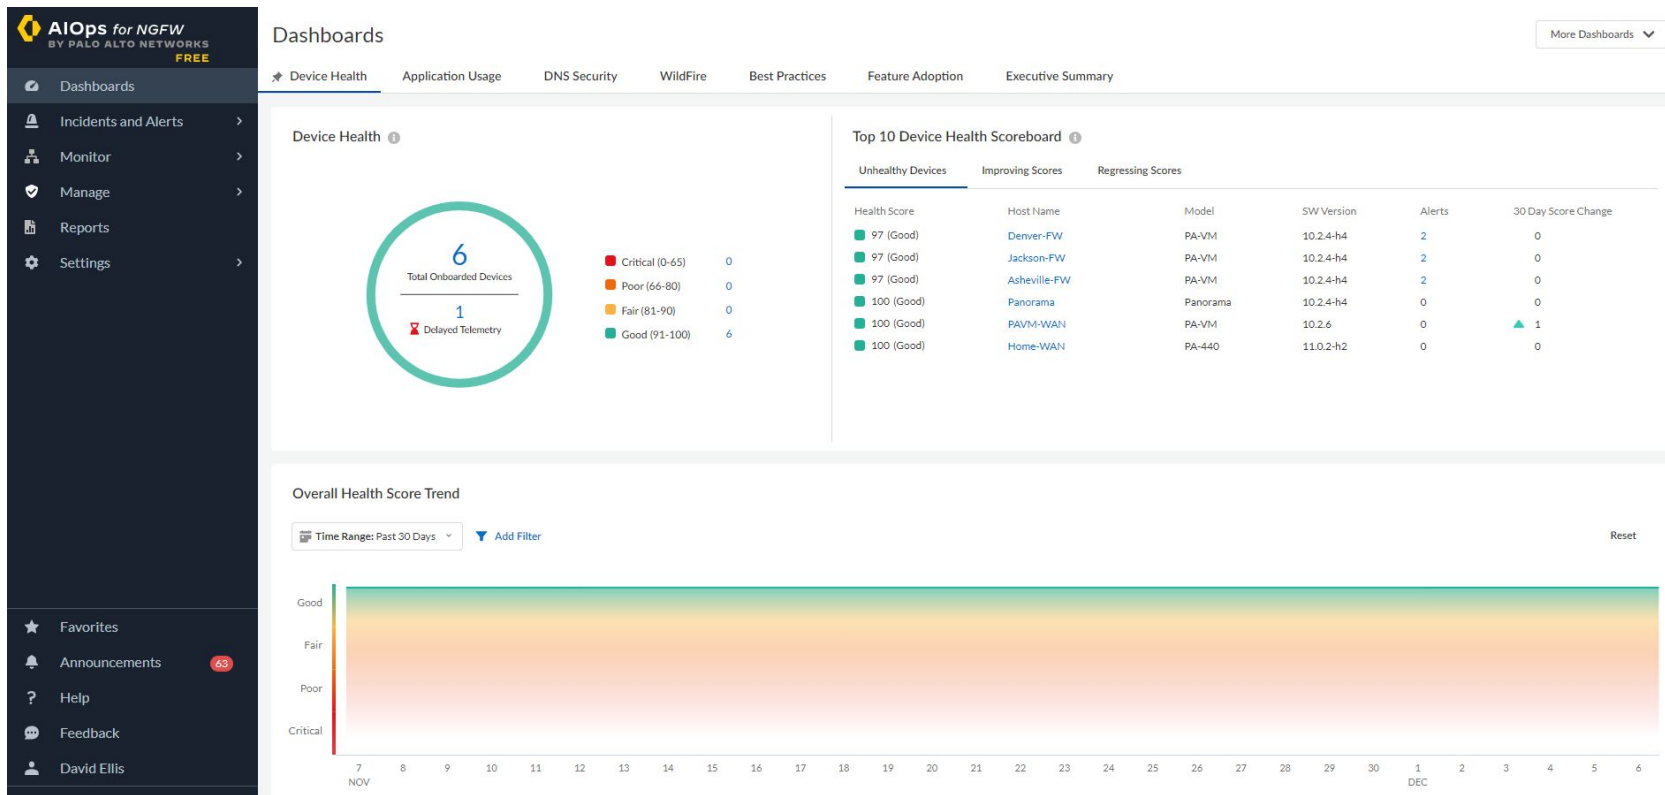 AIOps for NGFW
BY PALO ALTO NETWORKS
FREE
Dashboards
Incidents and Alerts
Monitor
Manage
Reports
Settings
Favorites
Announcements 63
Help
Feedback
David Ellis
Dashboards
More Dashboards
Device Health Application Usage DNS Security WildFire Best Practices Feature Adoption Executive Summary
Device Health
6
Total Onboarded Devices
1
Delayed Telemetry
Critical (0-65) 0
Poor (66-80) 0
Fair (81-90) 0
Good (91-100) 6
Top 10 Device Health Scoreboard
Unhealthy Devices Improving Scores Regressing Scores
Health Score Host Name Model SW Version Alerts 30 Day Score Change
97 (Good) Denver-FW PA-VM 10.2.4-h4 2 0
97 (Good) Jackson-FW PA-VM 10.2.4-h4 2 0
97 (Good) Asheville-FW PA-VM 10.2.4-h4 2 0
100 (Good) Panorama Panorama 10.2.4-h4 0 0
100 (Good) PAVM-WAN PA-VM 10.2.6 0 1
100 (Good) Home-WAN PA-440 11.0.2-h2 0 0
Overall Health Score Trend
Time Range: Past 30 Days Add Filter Reset
Good
Fair
Poor
Critical
7 8 9 10 11 12 13 14 15 16 17 18 19 20 21 22 23 24 25 26 27 28 29 30 1 2 3 4 5 6
NOV DEC